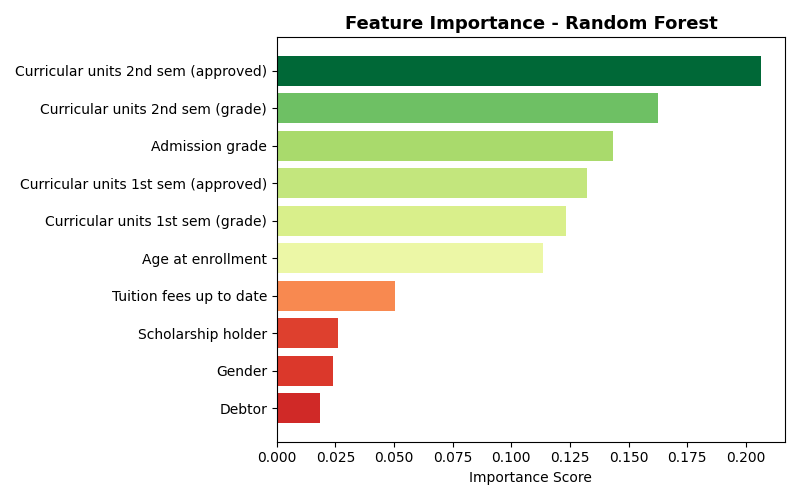 Feature Importance - Random Forest
Curricular units 2nd sem (approved)
Curricular units 2nd sem (grade)
Admission grade
Curricular units 1st sem (approved)
Curricular units 1st sem (grade)
Age at enrollment
Tuition fees up to date
Scholarship holder
Gender
Debtor
0.000 0.025 0.050 0.075 0.100 0.125 0.150 0.175 0.200
Importance Score